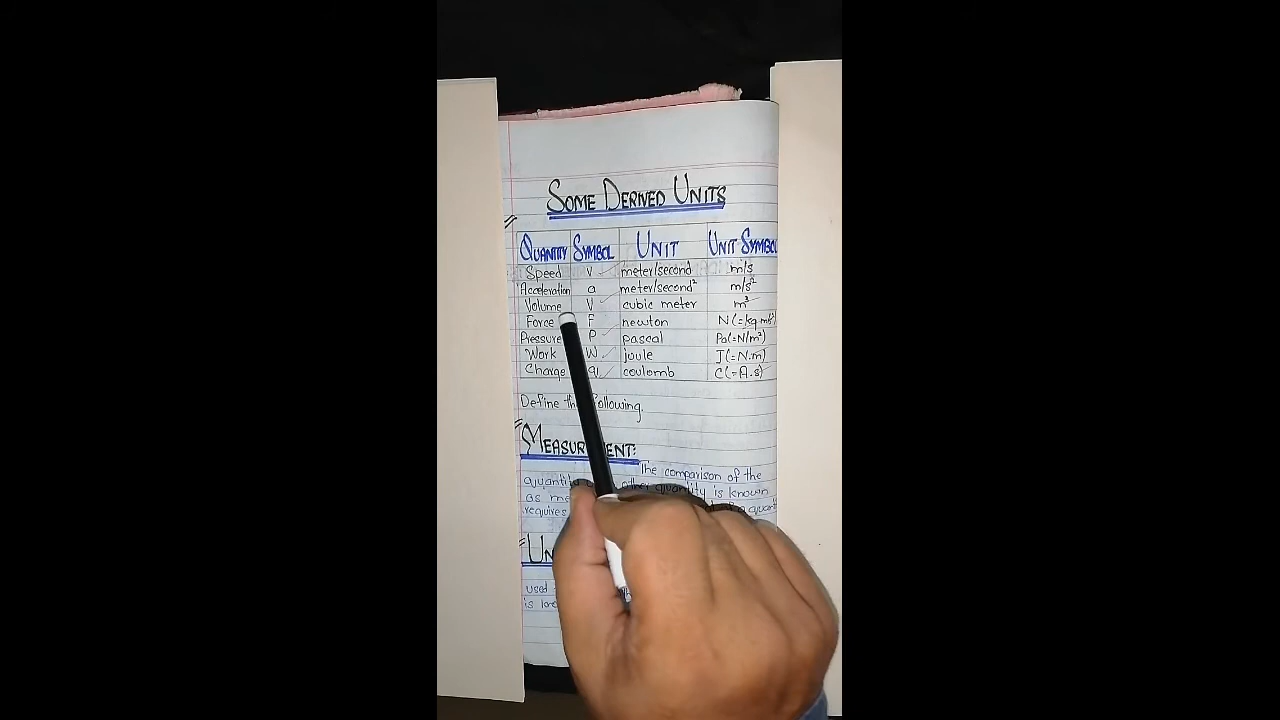 SOME DERIVED UNITS
QUANTITY SYMBOL UNIT UNIT SYMBOL
Speed v meter/second m/s
Acceleration a meter/second² m/s²
Volume V cubic meter m³
Force F newton N(=kg
Pressure P pascal Pa(=N/m²)
Work W joule J(=N.m)
Charge q coulomb C(=A.s)
Define the following.
MEASUREMENT:
The comparison of the
quantity other quantity is known
as
requires
used
is